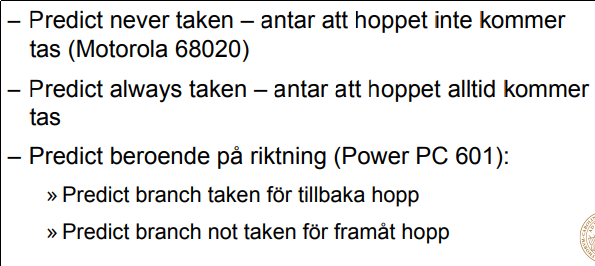 – Predict never taken – antar att hoppet inte kommer
tas (Motorola 68020)
– Predict always taken – antar att hoppet alltid kommer
tas
– Predict beroende på riktning (Power PC 601):
» Predict branch taken för tillbaka hopp
» Predict branch not taken för framåt hopp